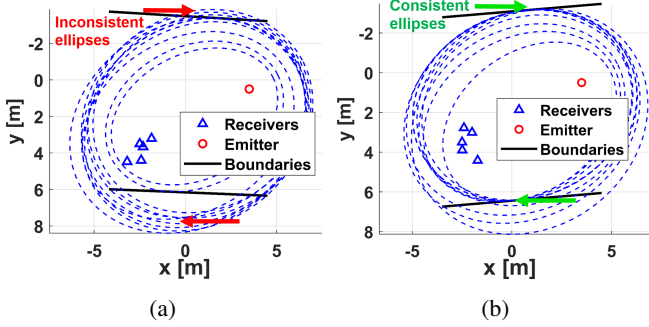 Inconsistent
ellipses
-2
0
2
4
6
8
y [m]
-5
0
5
x [m]
Receivers
Emitter
Boundaries
(a)
Consistent
ellipses
-2
0
2
4
6
8
y [m]
-5
0
5
x [m]
Receivers
Emitter
Boundaries
(b)